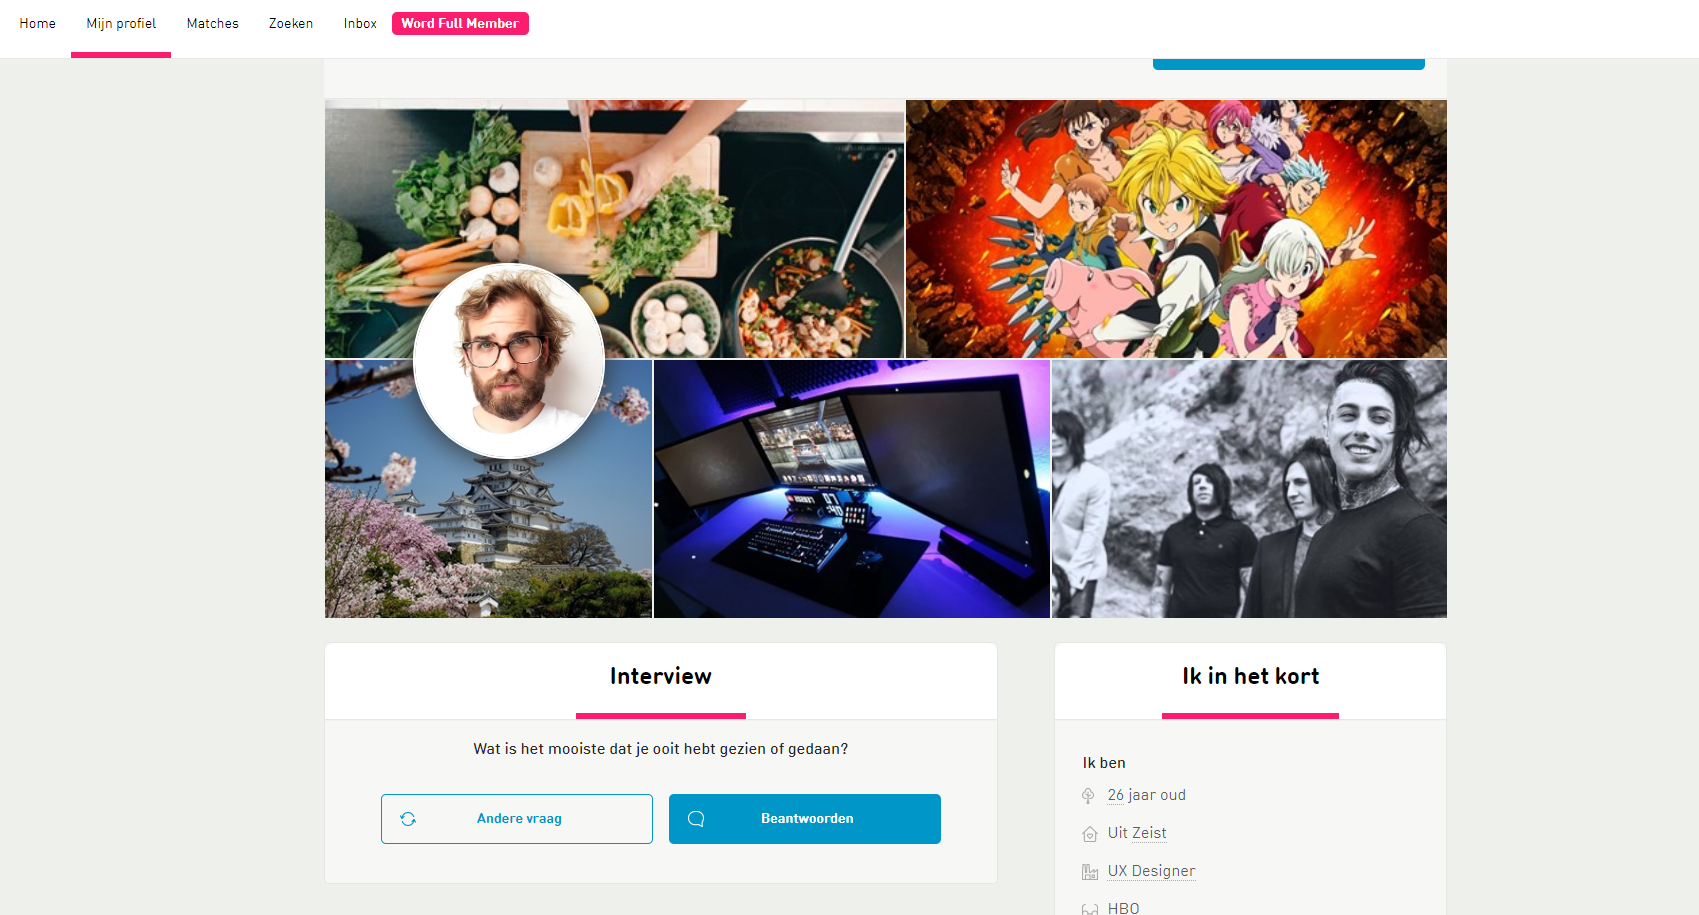 Home Mijn profiel Matches Zoeken Inbox Word Full Member
Interview
Wat is het mooiste dat je ooit hebt gezien of gedaan?
Andere vraag Beantwoorden
Ik in het kort
Ik ben
26 jaar oud
Uit Zeist
UX Designer
HBO